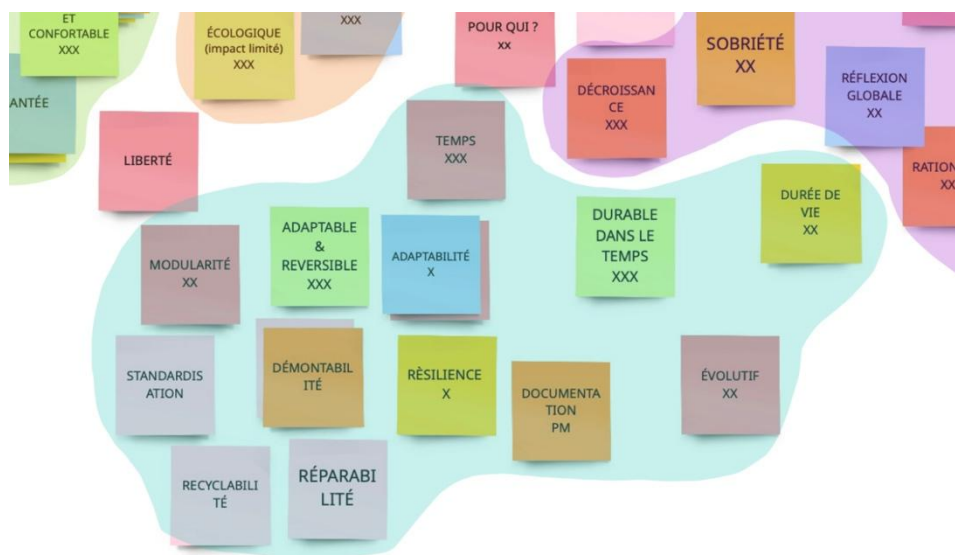 ET
CONFORTABLE
XXX
ÉCOLOGIQUE
(impact limité)
XXX
XXX
POUR QUI ?
XX
SOBRIÉTÉ
XX
DÉCROISSAN
CE
XXX
RÉFLEXION
GLOBALE
XX
ANTÉE
LIBERTÉ
TEMPS
XXX
RATION
XX
DURÉE DE
VIE
XX
MODULARITÉ
XX
ADAPTABLE
&
REVERSIBLE
XXX
ADAPTABILITÉ
X
DURABLE
DANS LE
TEMPS
XXX
STANDARDIS
ATION
DÉMONTABIL
ITÉ
RÈSILIENCE
X
DOCUMENTA
TION
PM
ÉVOLUTIF
XX
RECYCLABILI
TÉ
RÉPARABI
LITÉ